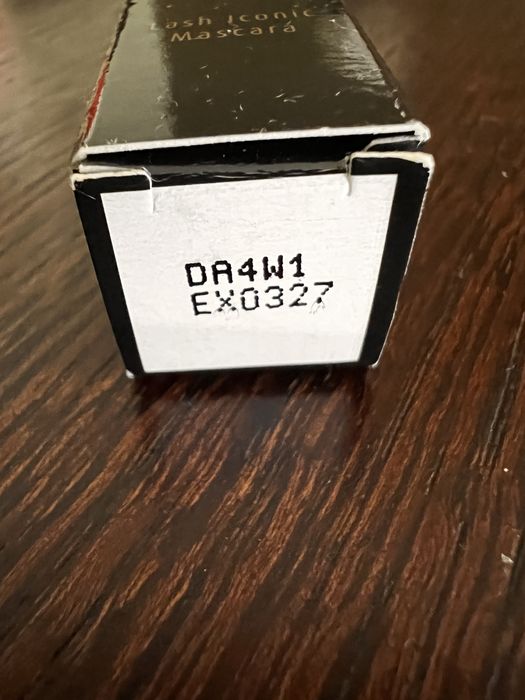 Lash Iconic
Mascara
DA4W1
EX0327